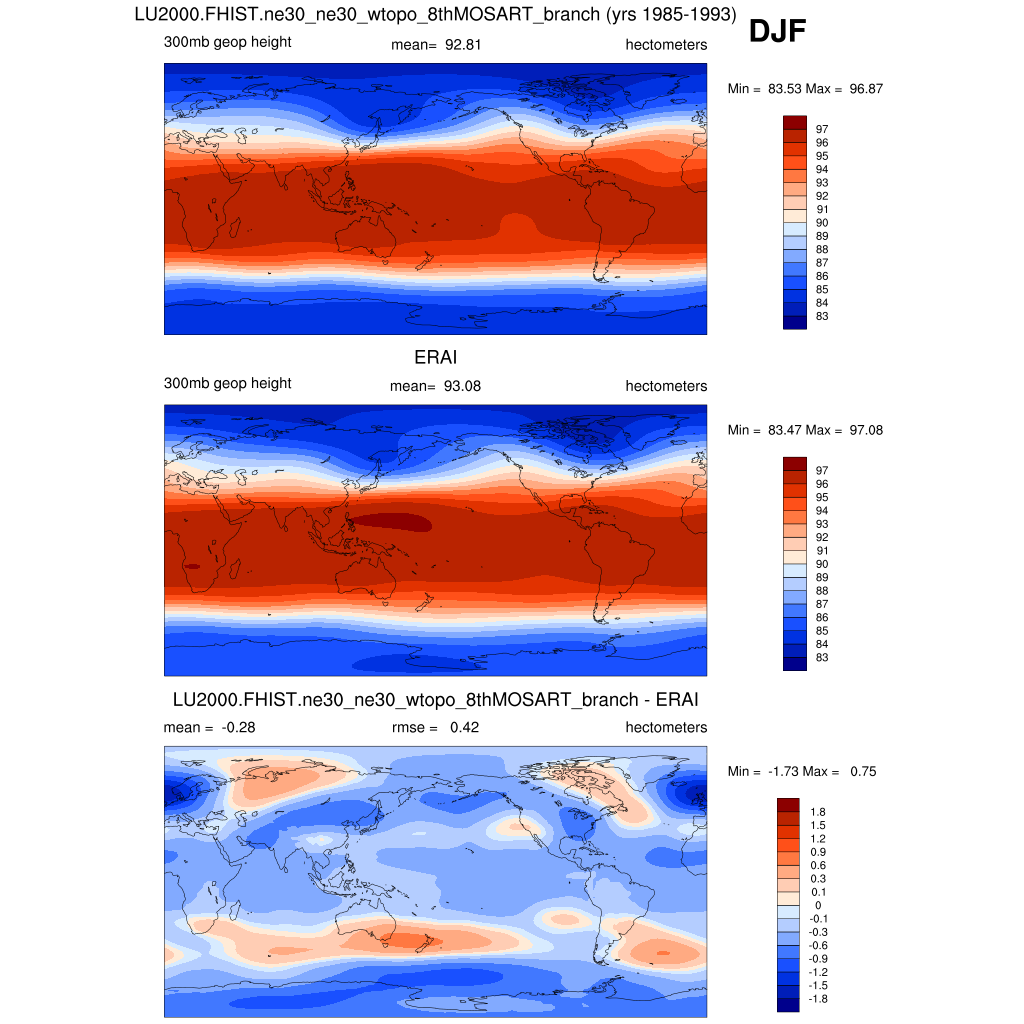 LU2000.FHIST.ne30_ne30_wtopo_8thMOSART_branch (yrs 1985-1993)
DJF
300mb geop height
mean= 92.81
hectometers
Min = 83.53 Max = 96.87
97
96
95
94
93
92
91
90
89
88
87
86
85
84
83
ERAI
300mb geop height
mean= 93.08
hectometers
Min = 83.47 Max = 97.08
97
96
95
94
93
92
91
90
89
88
87
86
85
84
83
LU2000.FHIST.ne30_ne30_wtopo_8thMOSART_branch - ERAI
mean = -0.28
rmse = 0.42
hectometers
Min = -1.73 Max = 0.75
1.8
1.5
1.2
0.9
0.6
0.3
0.1
0
-0.1
-0.3
-0.6
-0.9
-1.2
-1.5
-1.8